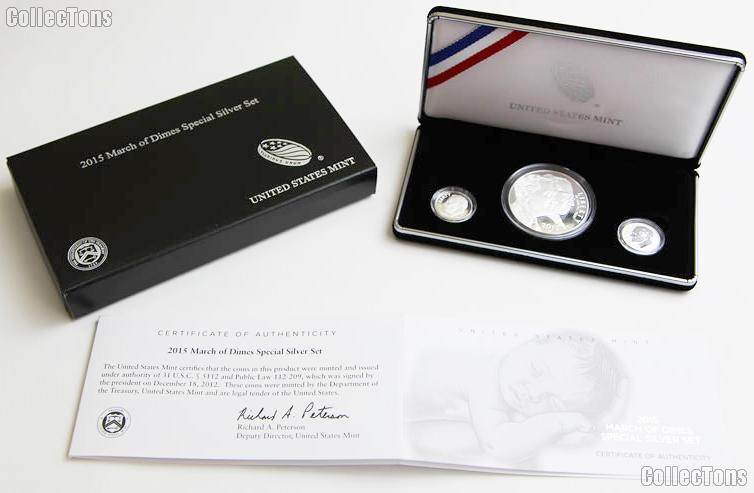 CollecTons
2015 March of Dimes Special Silver Set
UNITED STATES MINT
UNITED STATES MINT
CERTIFICATE OF AUTHENTICITY
2015 March of Dimes Special Silver Set
The United States Mint certifies that the coins in this product were minted and issued
under authority of 31 U.S.C. § 5112 and Public Law 112-209, which was signed by
the president on December 18, 2012. These coins were minted by the Department of
the Treasury, United States Mint and are legal tender of the United States.
Richard A. Peterson
Richard A. Peterson
Deputy Director, United States Mint
UNITED STATES MINT
2015
MARCH OF DIMES
SPECIAL SILVER SET
CERTIFICATE OF AUTHENTICITY
CollecTons